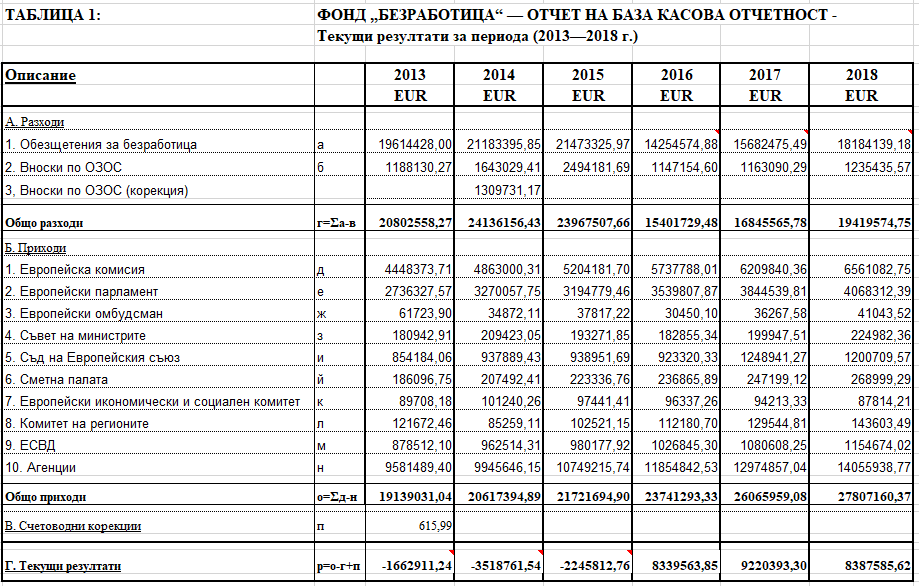 ТАБЛИЦА 1: ФОНД „БЕЗРАБОТИЦА“ — ОТЧЕТ НА БАЗА КАСОВА ОТЧЕТНОСТ -
Текущи резултати за периода (2013—2018 г.)
Описание 2013 2014 2015 2016 2017 2018
EUR EUR EUR EUR EUR EUR
А. Разходи
1. Обезщетения за безработица а 19614428,00 21183395,85 21473325,97 14254574,88 15682475,49 18184139,18
2. Вноски по ОЗОС б 1188130,27 1643029,41 2494181,69 1147154,60 1163090,29 1235435,57
3, Вноски по ОЗОС (корекция) 1309731,17
Общо разходи г=Σа-в 20802558,27 24136156,43 23967507,66 15401729,48 16845565,78 19419574,75
Б. Приходи
1. Европейска комисия д 4448373,71 4863000,31 5204181,70 5737788,01 6209840,36 6561082,75
2. Европейски парламент е 2736327,57 3270057,75 3194779,46 3539807,87 3844539,81 4068312,39
3. Европейски омбудсман ж 61723,90 34872,11 37817,22 30450,10 36267,58 41043,52
4. Съвет на министрите з 180942,91 209423,05 193271,85 182855,34 199947,51 224982,36
5. Съд на Европейския съюз и 854184,06 937889,43 938951,69 923320,33 1248941,27 1200709,57
6. Сметна палата й 186096,75 207492,41 223336,76 236865,89 247199,12 268999,29
7. Европейски икономически и социален комитет к 89708,18 101240,26 97441,41 96337,26 94213,33 87814,21
8. Комитет на регионите л 121672,46 85259,11 102521,15 112180,70 129544,81 143603,49
9. ЕСВД м 878512,10 962514,31 980177,92 1026845,30 1080608,25 1154674,02
10. Агенции н 9581489,40 9945646,15 10749215,74 11854842,53 12974857,04 14055938,77
Общо приходи о=Σд-н 19139031,04 20617394,89 21721694,90 23741293,33 26065959,08 27807160,37
В. Счетоводни корекции п 615,99
Г. Текущи резултати р=о-г+п -1662911,24 -3518761,54 -2245812,76 8339563,85 9220393,30 8387585,62